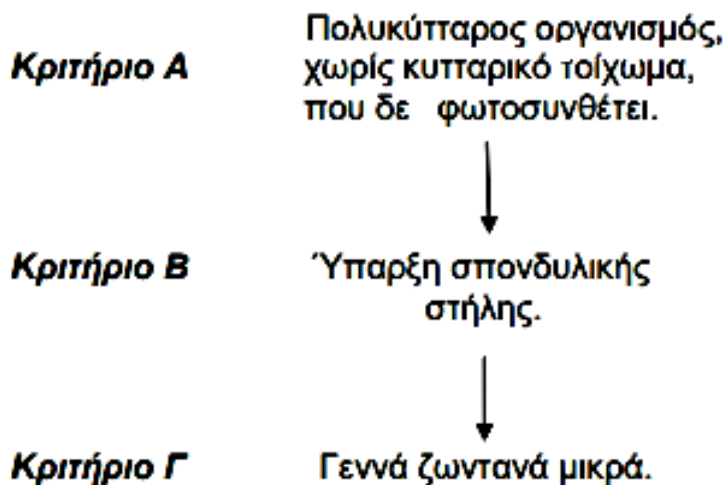 Κριτήριο Α
Πολυκύτταρος οργανισμός,
χωρίς κυτταρικό τοίχωμα,
που δε φωτοσυνθέτει.
Κριτήριο Β
Ύπαρξη σπονδυλικής
στήλης.
Κριτήριο Γ
Γεννά ζωντανά μικρά.